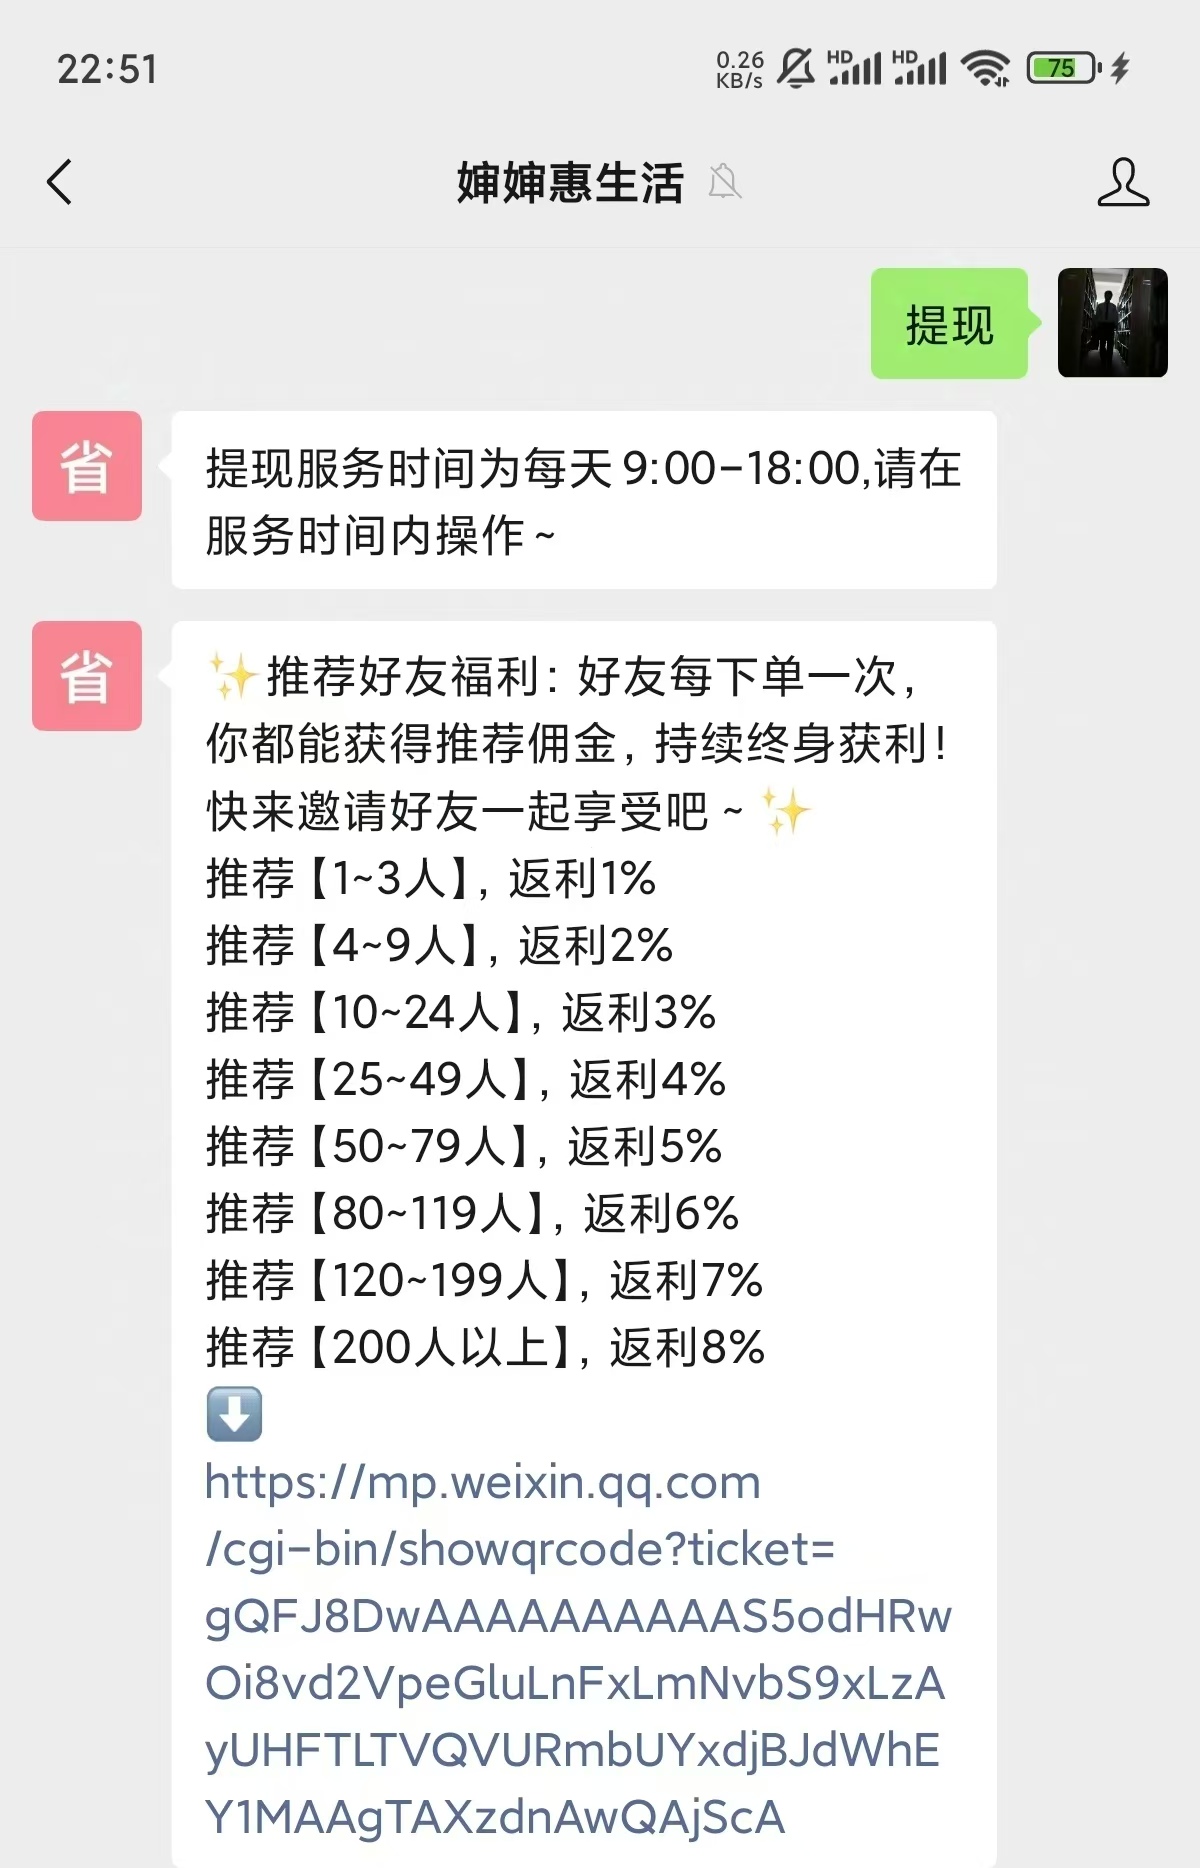 22:51
0.26
KB/s
HD
HD
75
婶婶惠生活
提现
省
提现服务时间为每天9:00-18:00,请在
服务时间内操作~
省
✨推荐好友福利：好友每下单一次，
你都能获得推荐佣金，持续终身获利！
快来邀请好友一起享受吧~✨
推荐【1~3人】，返利1%
推荐【4~9人】，返利2%
推荐【10~24人】，返利3%
推荐【25~49人】，返利4%
推荐【50~79人】，返利5%
推荐【80~119人】，返利6%
推荐【120~199人】，返利7%
推荐【200人以上】，返利8%
⬇️
https://mp.weixin.qq.com
/cgi-bin/showqrcode?ticket=
gQFJ8DwAAAAAAAAAAS5odHRw
Oi8vd2VpeGluLnFxLmNvbS9xLzA
yUHFTLTVQVURmbUYxdjBJdWhE
Y1MAAgTAXzdnAwQAjScA